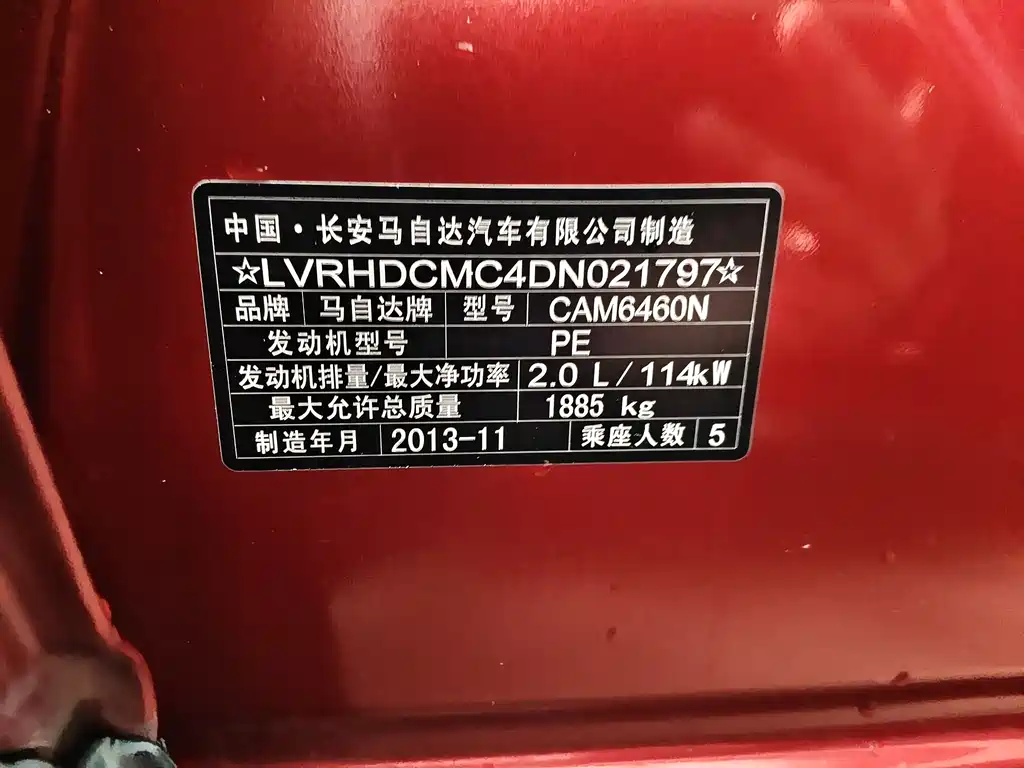 中国·长安马自达汽车有限公司制造
☆LVRHDCMC4DN021797☆
品牌 马自达牌 型号 CAM6460N
发动机型号 PE
发动机排量/最大净功率 2.0 L/114kW
最大允许总质量 1885 kg
制造年月 2013-11 乘座人数 5